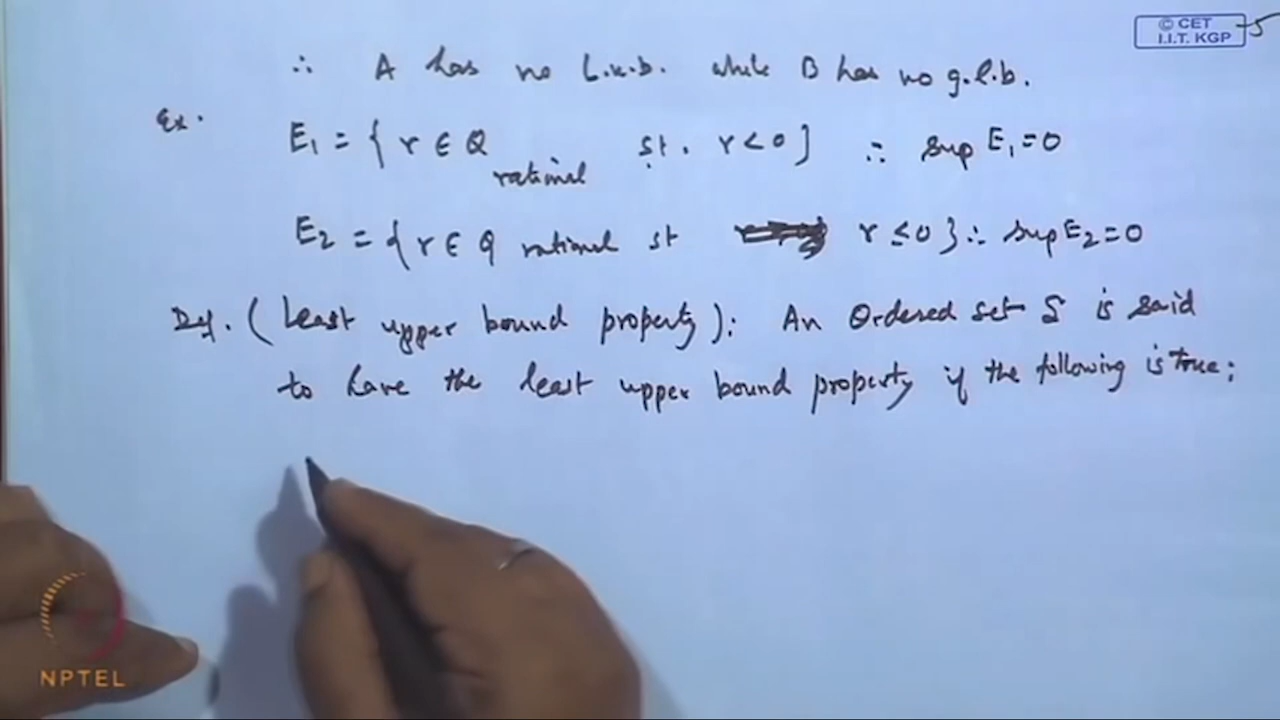 © CET
I.I.T. KGP
-5
∴ A has no l.u.b. while B has no g.l.b.
Ex. E₁ = { r ∈ Q rational st. r < 0 } ∴ sup E₁ = 0
E₂ = { r ∈ Q rational st r ≤ 0 } ∴ sup E₂ = 0
Def. ( Least upper bound property ): An Ordered set S is said
to have the least upper bound property if the following is true:
NPTEL